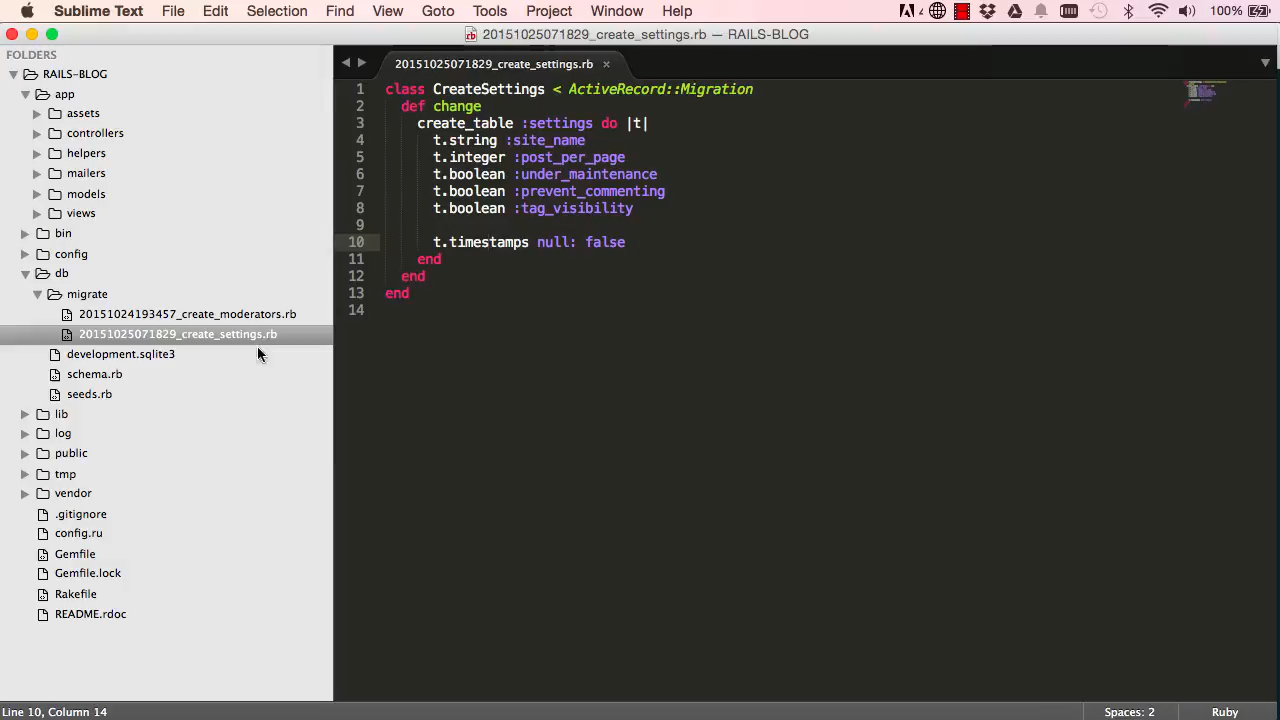 Sublime Text File Edit Selection Find View Goto Tools Project Window Help 4 100%
20151025071829_create_settings.rb — RAILS-BLOG
FOLDERS
RAILS-BLOG
app
assets
controllers
helpers
mailers
models
views
bin
config
db
migrate
20151024193457_create_moderators.rb
20151025071829_create_settings.rb
development.sqlite3
schema.rb
seeds.rb
lib
log
public
tmp
vendor
.gitignore
config.ru
Gemfile
Gemfile.lock
Rakefile
README.rdoc
20151025071829_create_settings.rb ×
1 class CreateSettings < ActiveRecord::Migration
2 def change
3 create_table :settings do |t|
4 t.string :site_name
5 t.integer :post_per_page
6 t.boolean :under_maintenance
7 t.boolean :prevent_commenting
8 t.boolean :tag_visibility
9
10 t.timestamps null: false
11 end
12 end
13 end
14
Line 10, Column 14 Spaces: 2 Ruby